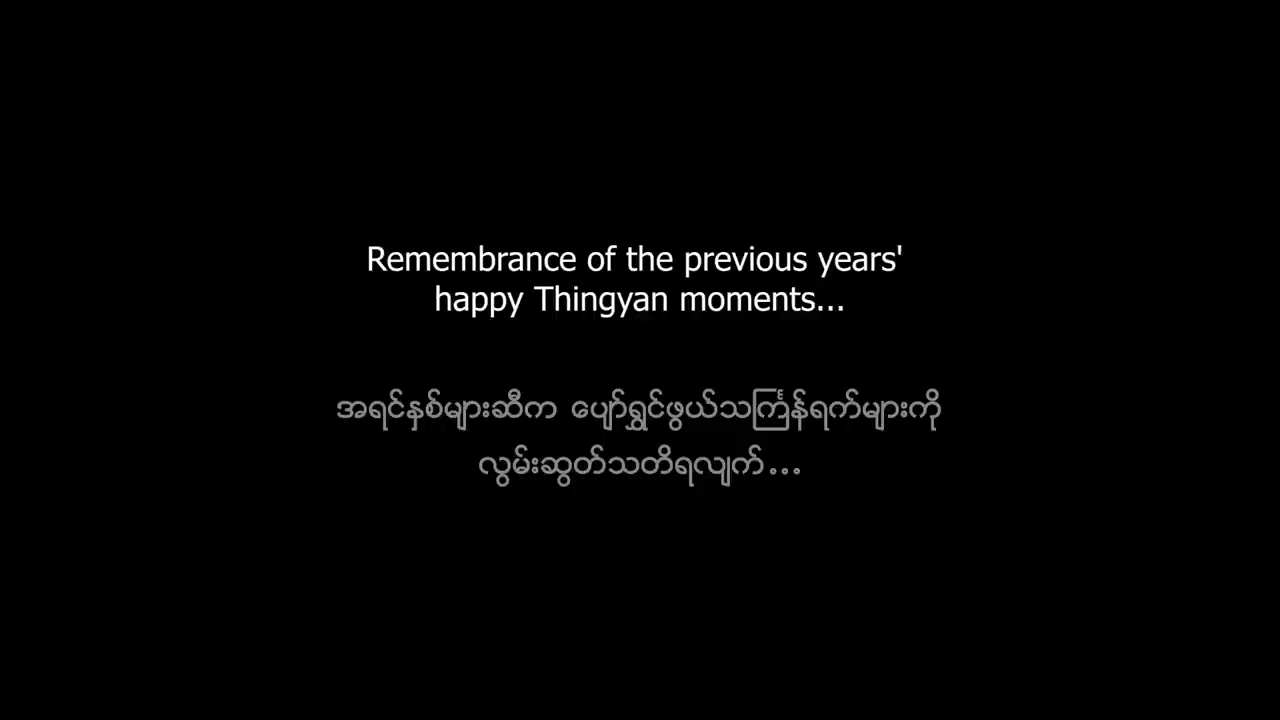 Remembrance of the previous years'
happy Thingyan moments...
အရင်နှစ်များဆီက ပျော်ရွှင်ဖွယ်သင်္ကြန်ရက်များကို
လွမ်းဆွတ်သတိရလျက်...